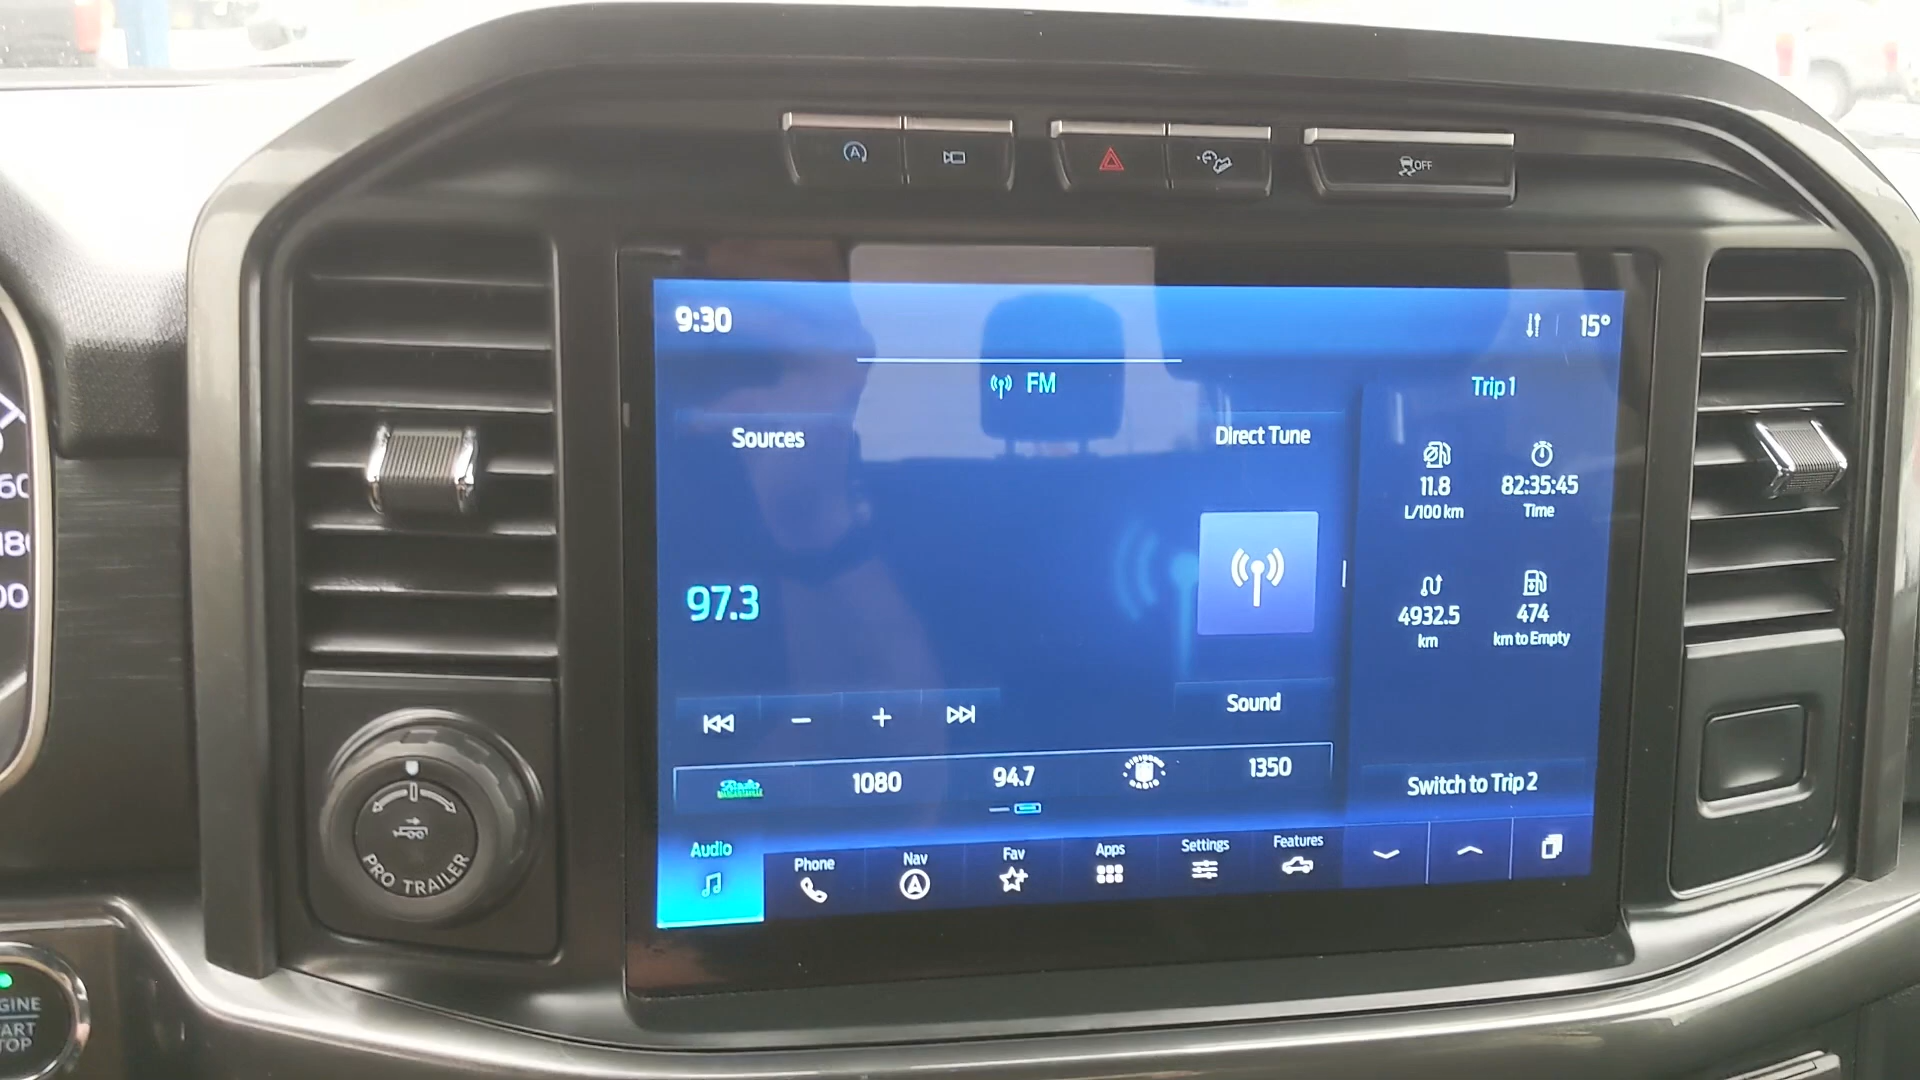 OFF
9:30
15°
FM
Trip 1
Sources
Direct Tune
11.8
L/100 km
82:35:45
Time
97.3
4932.5
km
474
km to Empty
Sound
Radio
1080
94.7
RADIO
1350
Switch to Trip 2
Audio
Phone
Nav
Fav
Apps
Settings
Features
PRO TRAILER